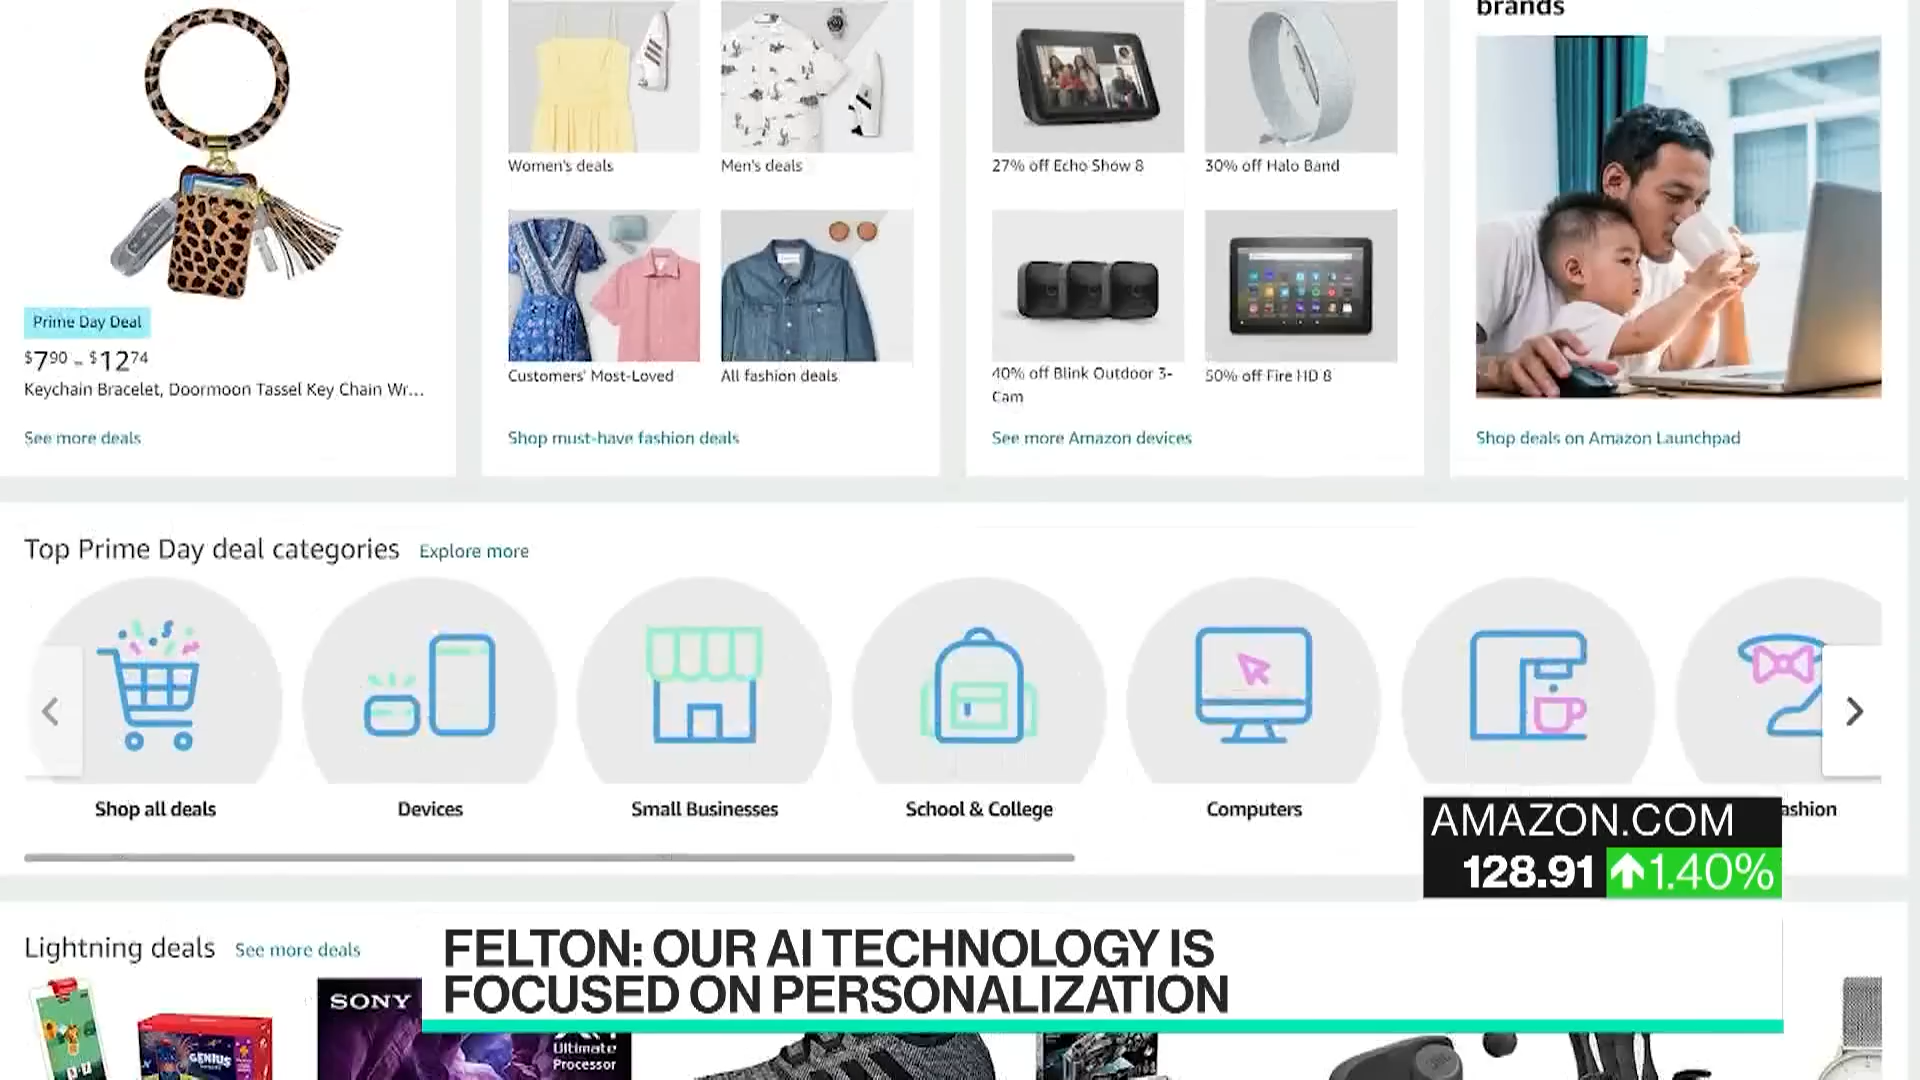 brands
Women's deals
Men's deals
27% off Echo Show 8
30% off Halo Band
Prime Day Deal
$7.90 - $12.74
Keychain Bracelet, Doormoon Tassel Key Chain Wr...
Customers' Most-Loved
All fashion deals
40% off Blink Outdoor 3-
Cam
50% off Fire HD 8
See more deals
Shop must-have fashion deals
See more Amazon devices
Shop deals on Amazon Launchpad
Top Prime Day deal categories Explore more
Shop all deals
Devices
Small Businesses
School & College
Computers
ashion
AMAZON.COM
128.91 1.40%
Lightning deals See more deals
FELTON: OUR AI TECHNOLOGY IS
FOCUSED ON PERSONALIZATION
SONY
GENIUS
Ultimate
Processor
JBL